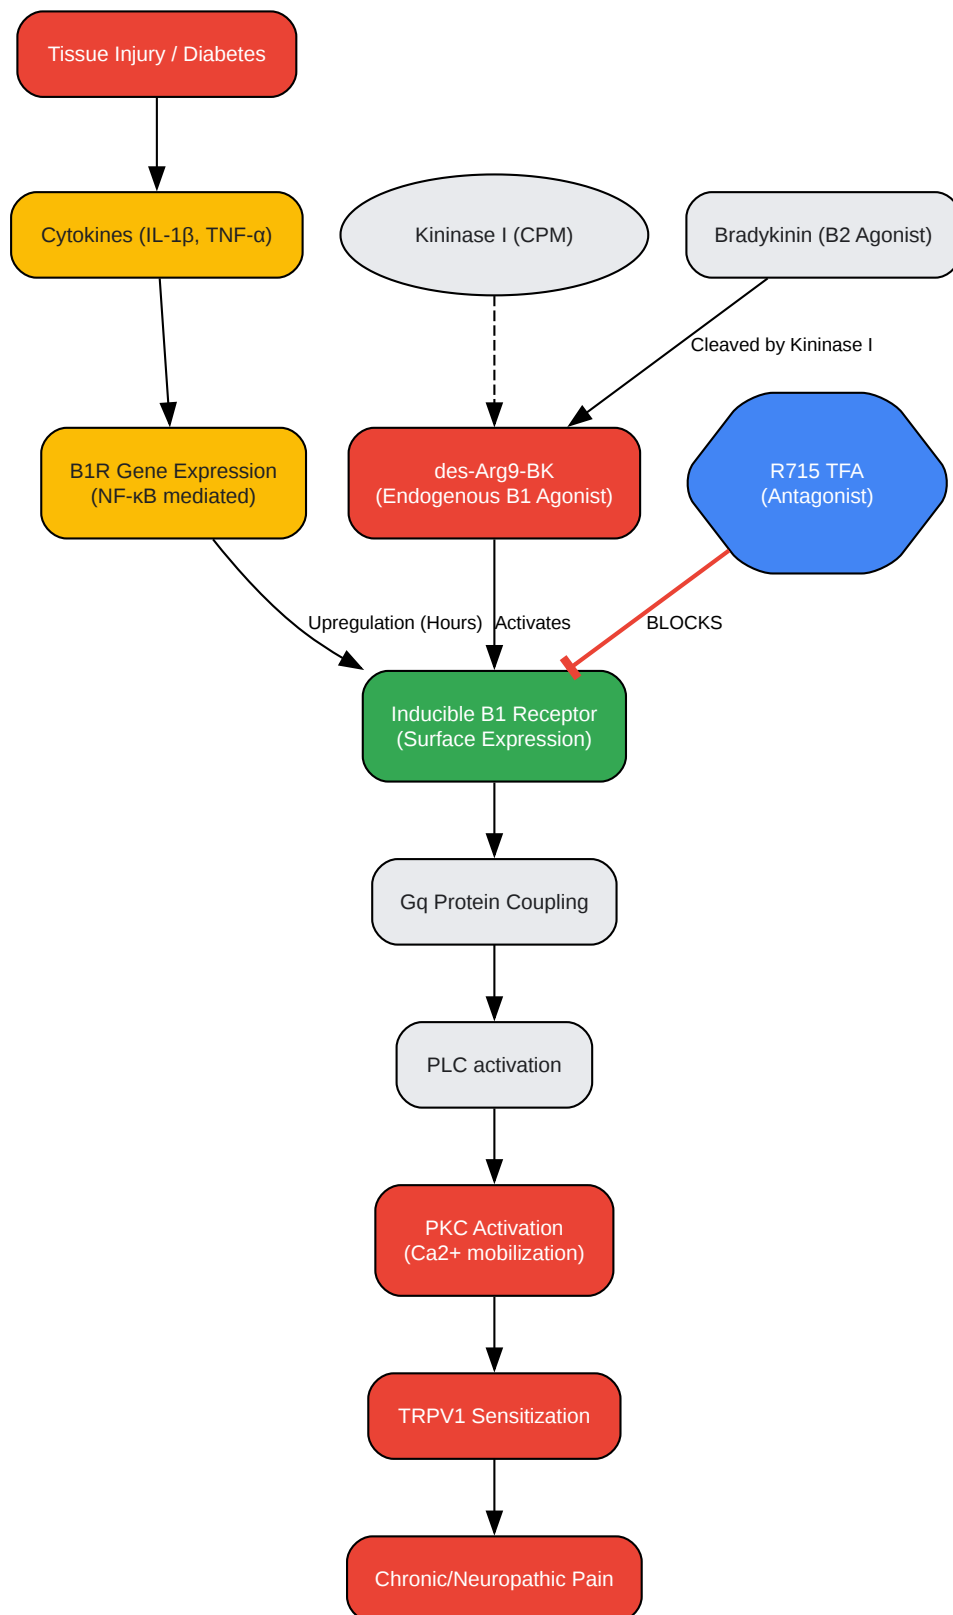 Tissue Injury / Diabetes
Cytokines (IL-1β, TNF-α)
Kininase I (CPM)
Bradykinin (B2 Agonist)
Cleaved by Kininase I
B1R Gene Expression
(NF-κB mediated)
des-Arg9-BK
(Endogenous B1 Agonist)
R715 TFA
(Antagonist)
Upregulation (Hours)
Activates
BLOCKS
Inducible B1 Receptor
(Surface Expression)
Gq Protein Coupling
PLC activation
PKC Activation
(Ca2+ mobilization)
TRPV1 Sensitization
Chronic/Neuropathic Pain